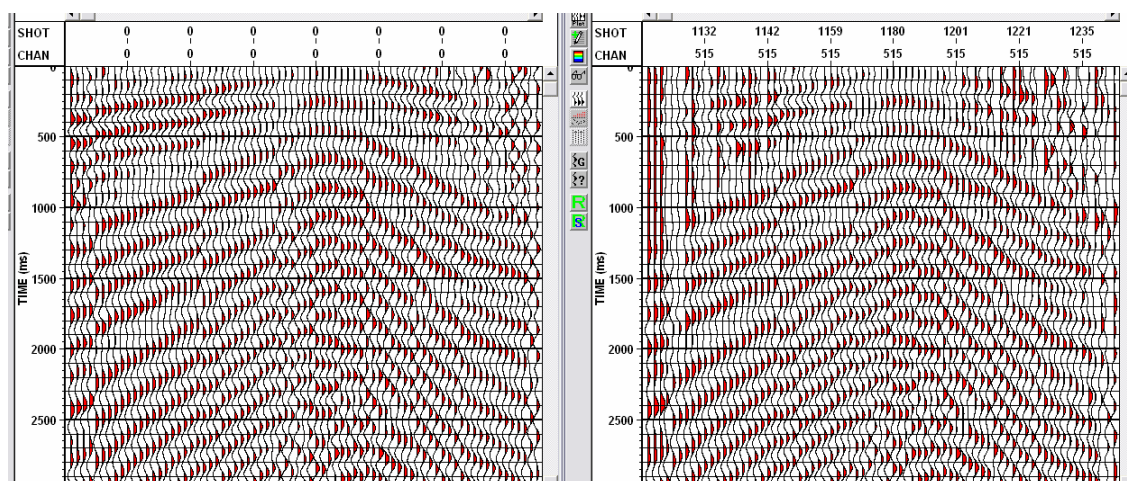 SHOT 0 0 0 0 0 0 0
CHAN 0 0 0 0 0 0 0
0
500
1000
1500
2000
2500
TIME (ms)
G
?
R
S
SHOT 1132 1142 1159 1180 1201 1221 1235
CHAN 515 515 515 515 515 515 515
0
500
1000
1500
2000
2500
TIME (ms)